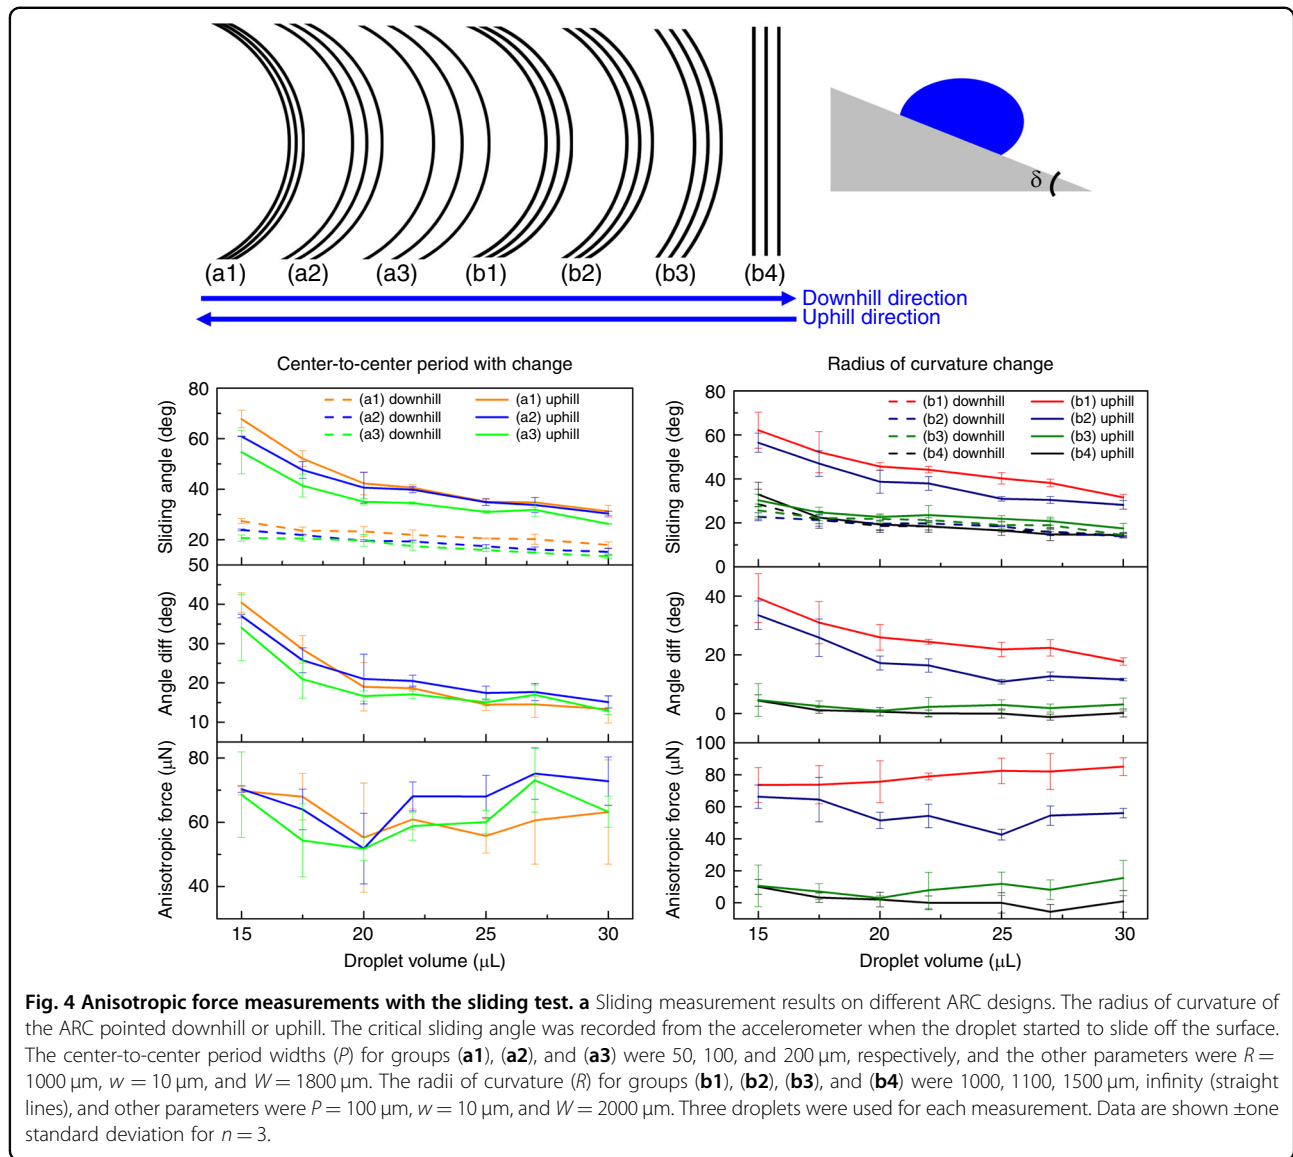 (a1) (a2) (a3) (b1) (b2) (b3) (b4)
δ
Downhill direction
Uphill direction
Center-to-center period with change
Radius of curvature change
80
60
40
20
50
Sliding angle (deg)
(a1) downhill
(a2) downhill
(a3) downhill
(a1) uphill
(a2) uphill
(a3) uphill
40
30
20
10
Angle diff (deg)
80
60
40
Anisotropic force (μN)
15 20 25 30
Droplet volume (μL)
80
60
40
20
0
Sliding angle (deg)
(b1) downhill
(b2) downhill
(b3) downhill
(b4) downhill
(b1) uphill
(b2) uphill
(b3) uphill
(b4) uphill
40
20
0
Angle diff (deg)
100
80
60
40
20
0
Anisotropic force (μN)
15 20 25 30
Droplet volume (μL)
Fig. 4 Anisotropic force measurements with the sliding test. a Sliding measurement results on different ARC designs. The radius of curvature of
the ARC pointed downhill or uphill. The critical sliding angle was recorded from the accelerometer when the droplet started to slide off the surface.
The center-to-center period widths (P) for groups (a1), (a2), and (a3) were 50, 100, and 200 μm, respectively, and the other parameters were R =
1000 μm, w = 10 μm, and W = 1800 μm. The radii of curvature (R) for groups (b1), (b2), (b3), and (b4) were 1000, 1100, 1500 μm, infinity (straight
lines), and other parameters were P = 100 μm, w = 10 μm, and W = 2000 μm. Three droplets were used for each measurement. Data are shown ±one
standard deviation for n = 3.